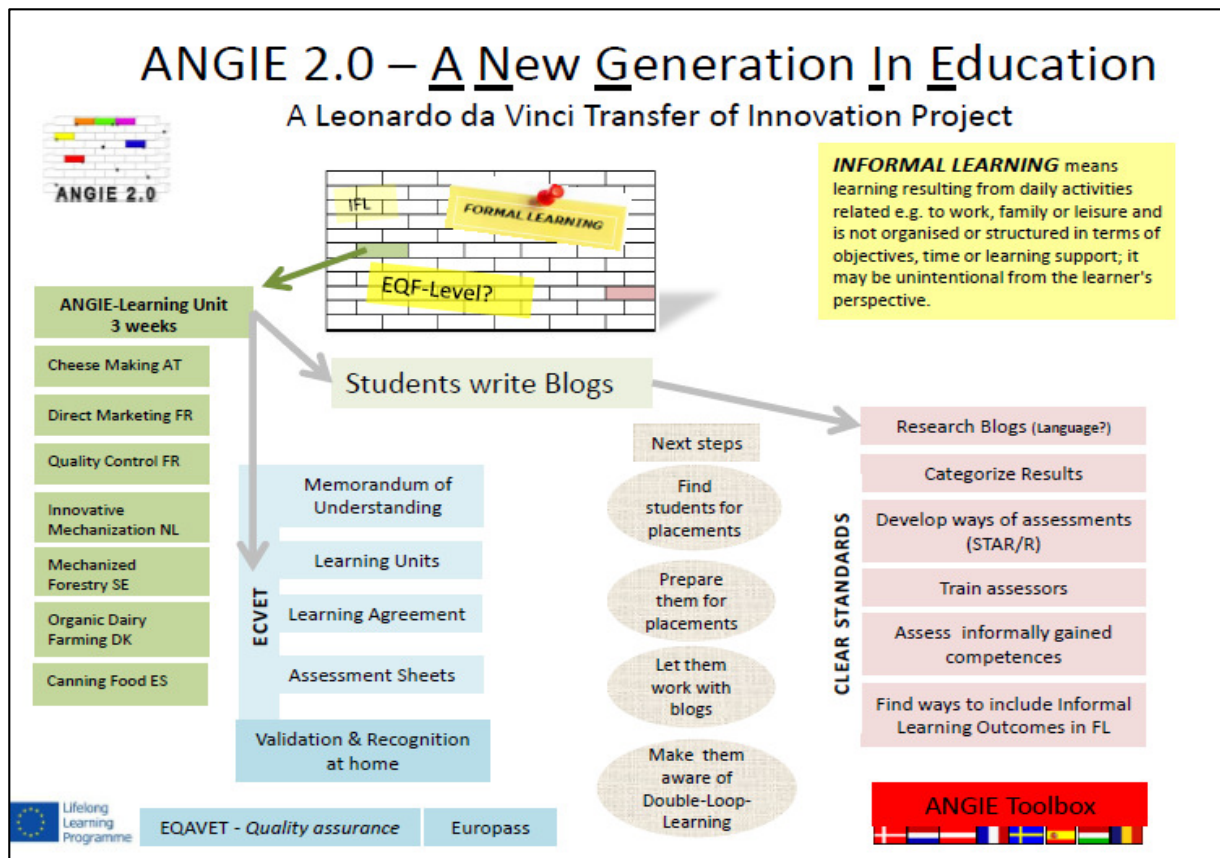 ANGIE 2.0 – A New Generation In Education
A Leonardo da Vinci Transfer of Innovation Project
ANGIE 2.0
IFL
FORMAL LEARNING
EQF-Level?
INFORMAL LEARNING means
learning resulting from daily activities
related e.g. to work, family or leisure and
is not organised or structured in terms of
objectives, time or learning support; it
may be unintentional from the learner's
perspective.
ANGIE-Learning Unit
3 weeks
Cheese Making AT
Direct Marketing FR
Quality Control FR
Innovative
Mechanization NL
Mechanized
Forestry SE
Organic Dairy
Farming DK
Canning Food ES
Students write Blogs
ECVET
Memorandum of
Understanding
Learning Units
Learning Agreement
Assessment Sheets
Validation & Recognition
at home
Next steps
Find
students for
placements
Prepare
them for
placements
Let them
work with
blogs
Make them
aware of
Double-Loop-
Learning
CLEAR STANDARDS
Research Blogs (Language?)
Categorize Results
Develop ways of assessments
(STAR/R)
Train assessors
Assess informally gained
competences
Find ways to include Informal
Learning Outcomes in FL
Lifelong
Learning
Programme
EQAVET - Quality assurance
Europass
ANGIE Toolbox